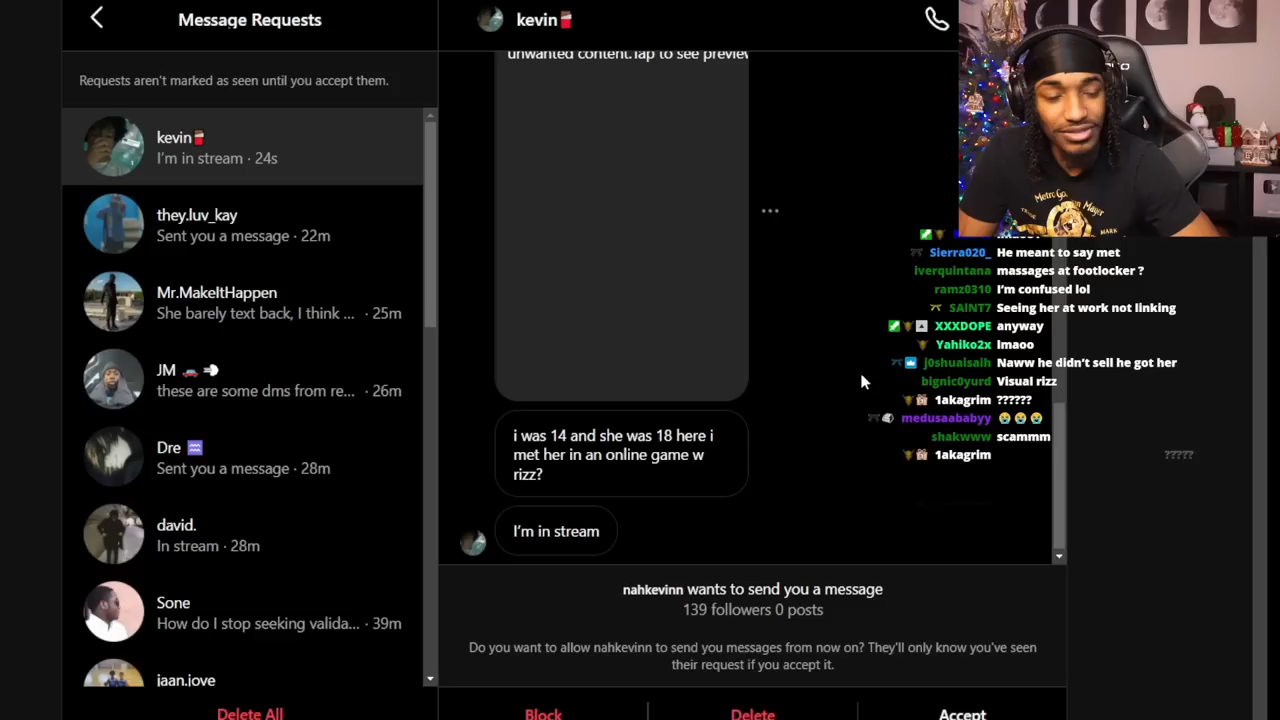 Message Requests
Requests aren't marked as seen until you accept them.
kevin
I'm in stream · 24s
they.luv_kay
Sent you a message · 22m
Mr.MakeItHappen
She barely text back, I think ... · 25m
JM
these are some dms from re... · 26m
Dre
Sent you a message · 28m
david.
In stream · 28m
Sone
How do I stop seeking valida... · 39m
jaan.jove
Delete All
kevin
unwanted content. Tap to see preview
i was 14 and she was 18 here i
met her in an online game w
rizz?
I'm in stream
nahkevinn wants to send you a message
139 followers 0 posts
Do you want to allow nahkevinn to send you messages from now on? They'll only know you've seen
their request if you accept it.
Block
Delete
Accept
Sierra020_ He meant to say met
lverquintana massages at footlocker ?
ramz0310 I'm confused lol
SAINT7 Seeing her at work not linking
XXXDOPE anyway
Yahiko2x lmaoo
j0shuaisaih Naww he didn't sell he got her
bignic0yurd Visual rizz
1akagrim ??????
medusaababyy 😭 😭 😭
shakwww scammm
1akagrim ?????